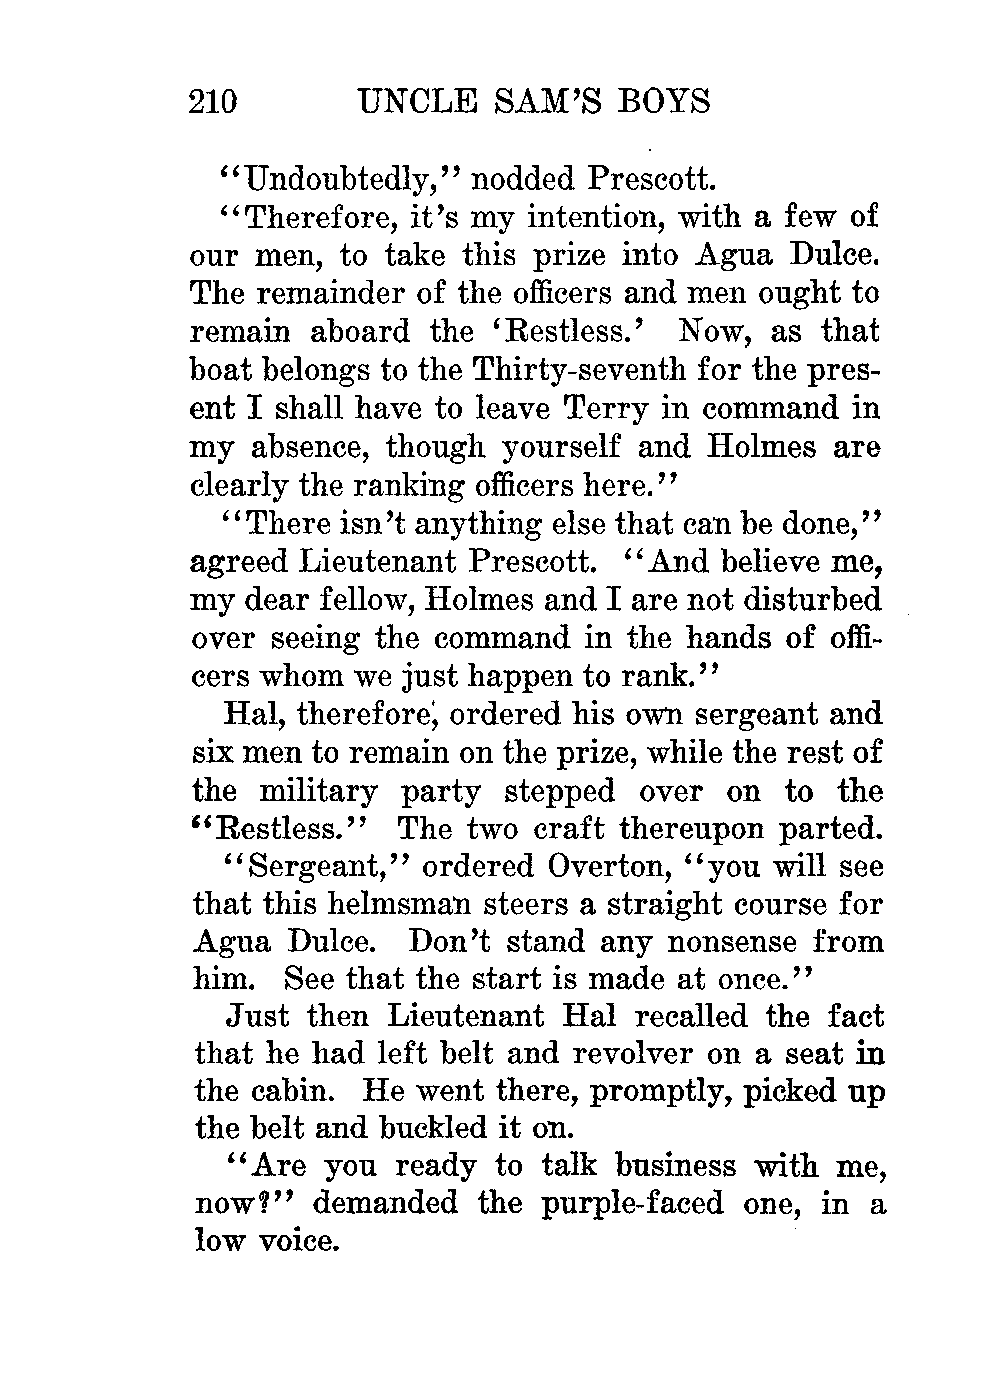 210 UNCLE SAM'S BOYS
"Undoubtedly," nodded Prescott.
"Therefore, it's my intention, with a few of
our men, to take this prize into Agua Dulce.
The remainder of the officers and men ought to
remain aboard the 'Restless.' Now, as that
boat belongs to the Thirty-seventh for the pres-
ent I shall have to leave Terry in command in
my absence, though yourself and Holmes are
clearly the ranking officers here."
"There isn't anything else that can be done,"
agreed Lieutenant Prescott. "And believe me,
my dear fellow, Holmes and I are not disturbed
over seeing the command in the hands of offi-
cers whom we just happen to rank."
Hal, therefore, ordered his own sergeant and
six men to remain on the prize, while the rest of
the military party stepped over on to the
"Restless." The two craft thereupon parted.
"Sergeant," ordered Overton, "you will see
that this helmsman steers a straight course for
Agua Dulce. Don't stand any nonsense from
him. See that the start is made at once."
Just then Lieutenant Hal recalled the fact
that he had left belt and revolver on a seat in
the cabin. He went there, promptly, picked up
the belt and buckled it on.
"Are you ready to talk business with me,
now?" demanded the purple-faced one, in a
low voice.